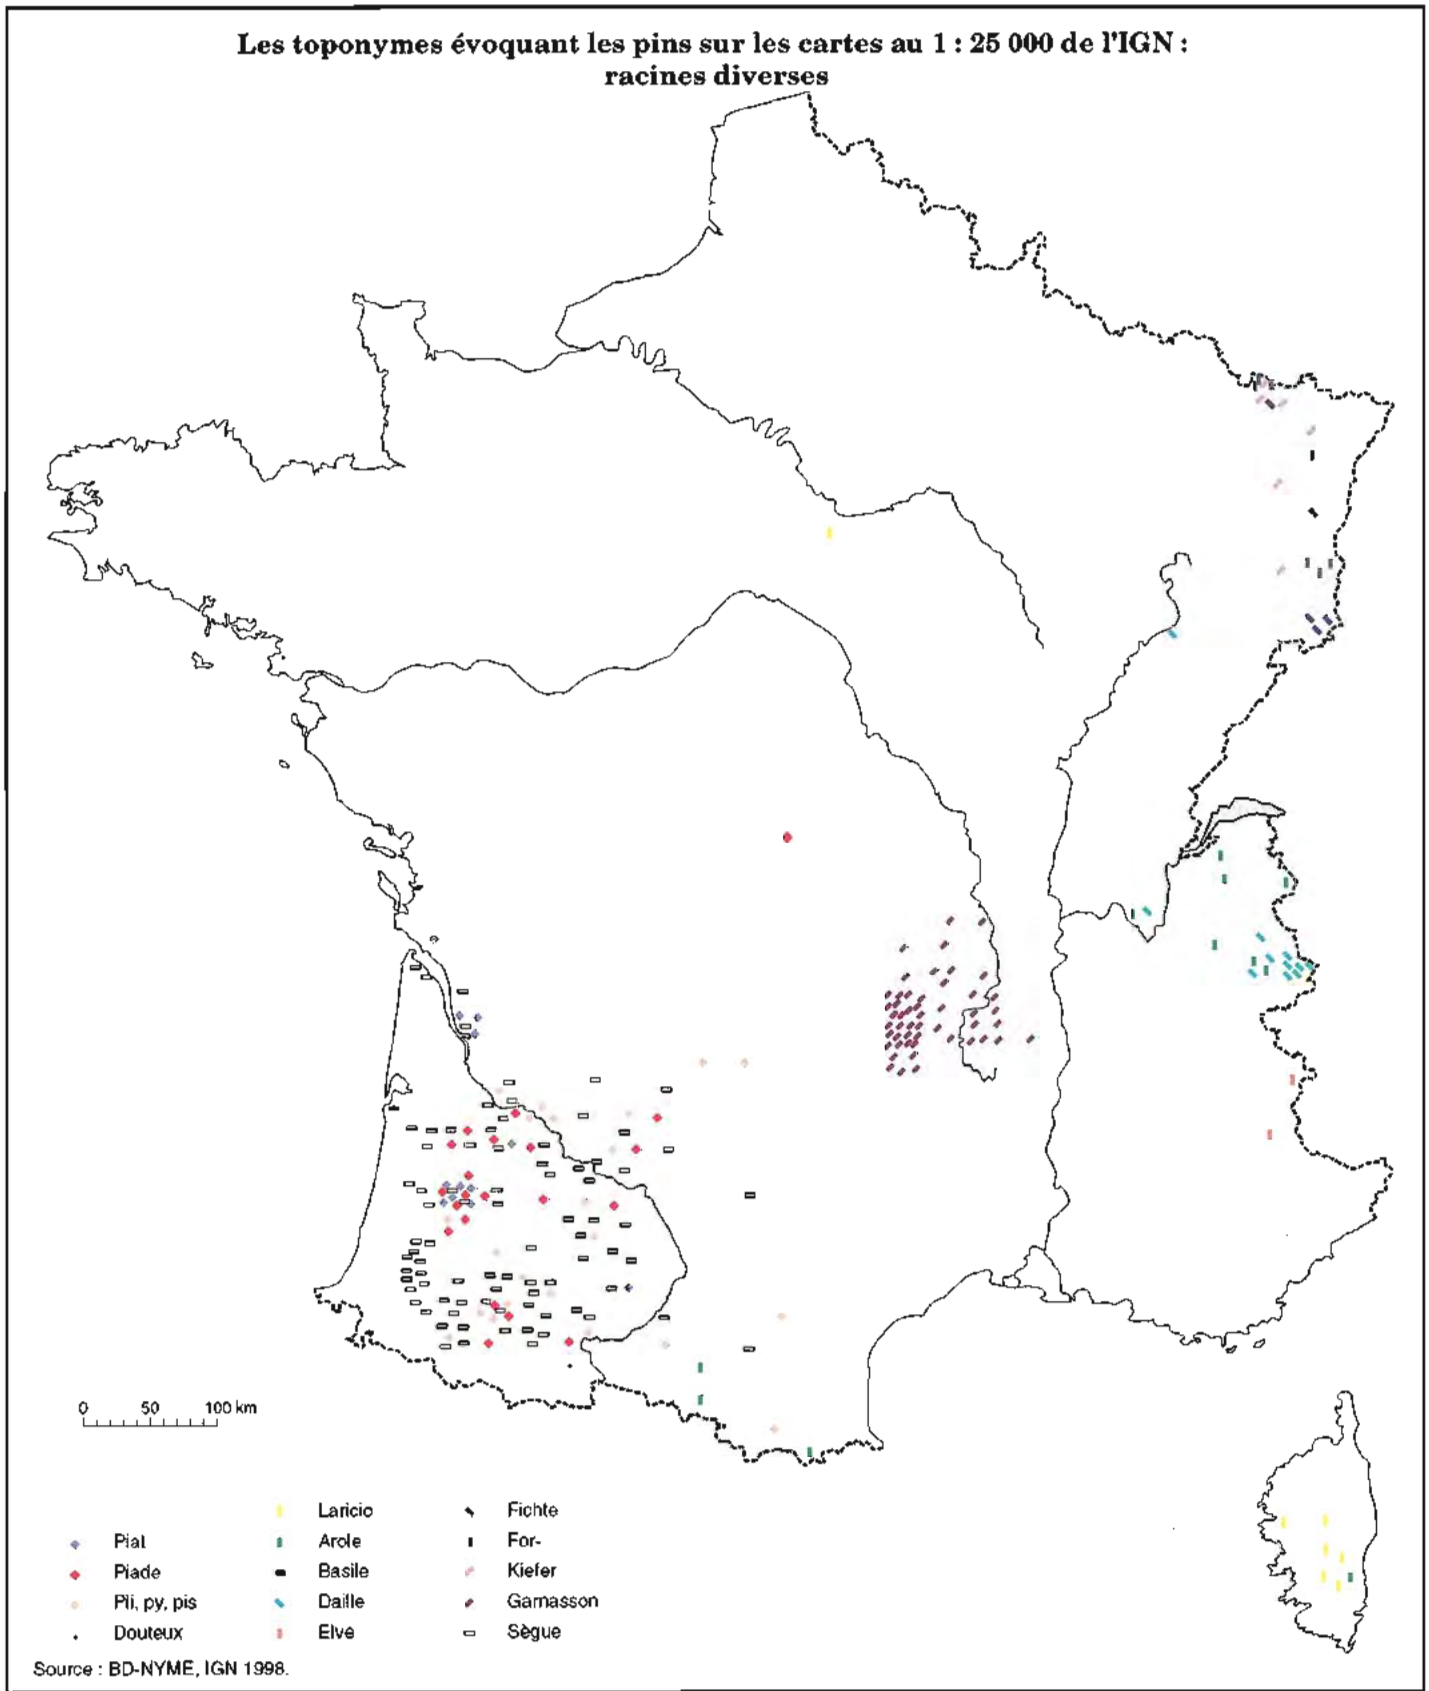 Les toponymes évoquant les pins sur les cartes au 1 : 25 000 de l'IGN :
racines diverses
0 50 100 km
Pial
Piade
Pii, py, pis
Douteux
Laricio
Arole
Basile
Daille
Elve
Fichte
For-
Kiefer
Garnasson
Sègue
Source : BD-NYME, IGN 1998.